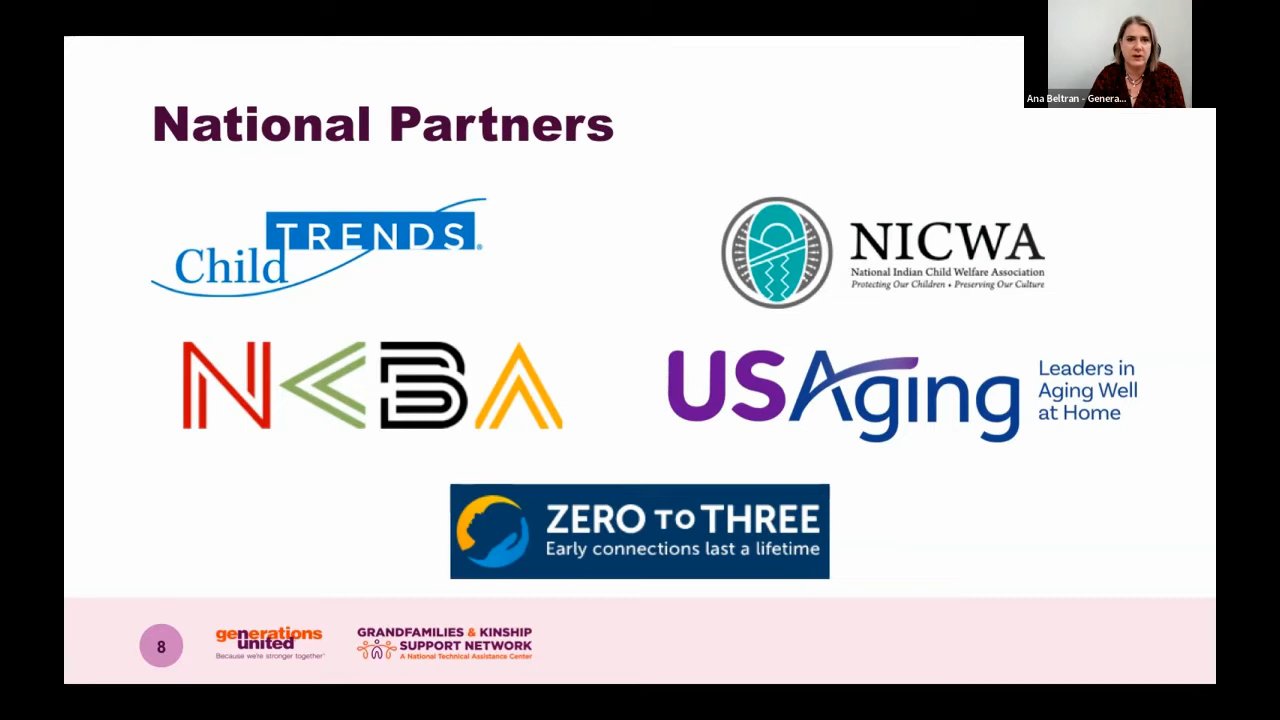 Ana Beltran - Genera...
National Partners
Child TRENDS®
NICWA
National Indian Child Welfare Association
Protecting Our Children • Preserving Our Culture
NKBA
USAging
Leaders in
Aging Well
at Home
ZERO TO THREE
Early connections last a lifetime
8
generations
united
Because we're stronger together®
GRANDFAMILIES & KINSHIP
SUPPORT NETWORK
A National Technical Assistance Center